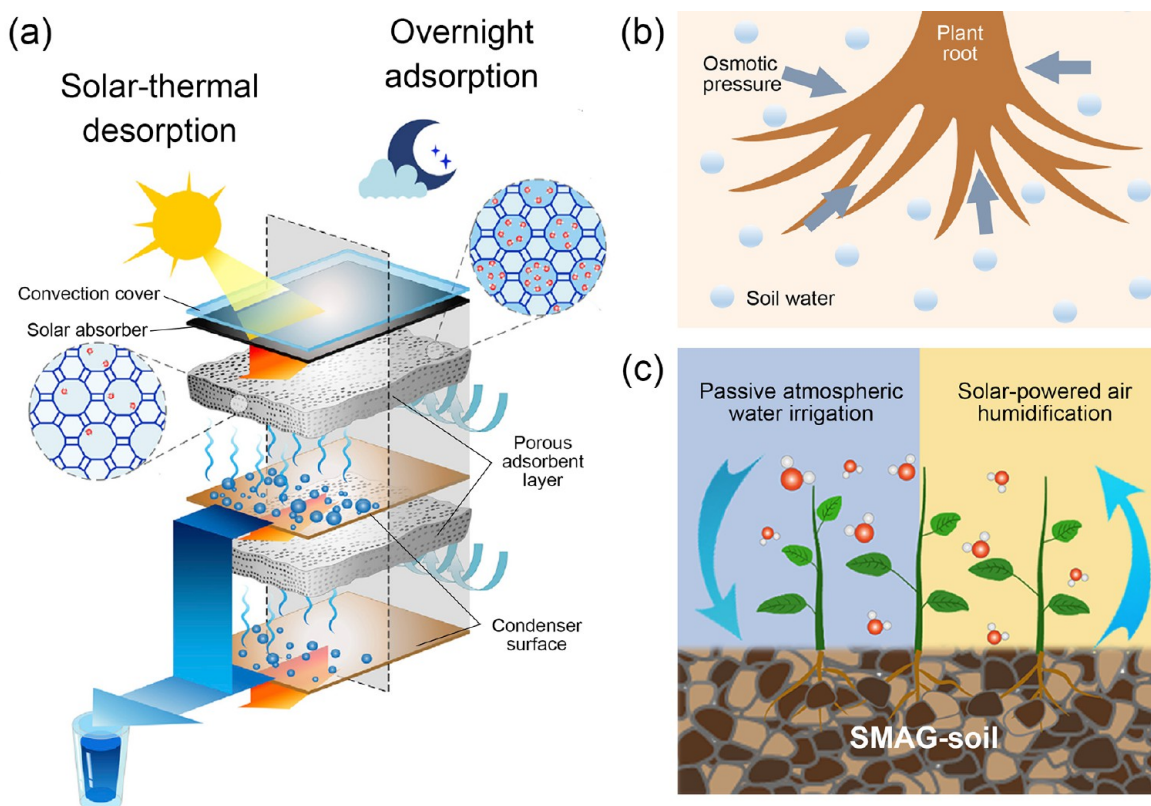 (a)
Solar-thermal
desorption
Overnight
adsorption
Convection cover
Solar absorber
Porous
adsorbent
layer
Condenser
surface
(b)
Plant
root
Osmotic
pressure
Soil water
(c)
Passive atmospheric
water irrigation
Solar-powered air
humidification
SMAG-soil